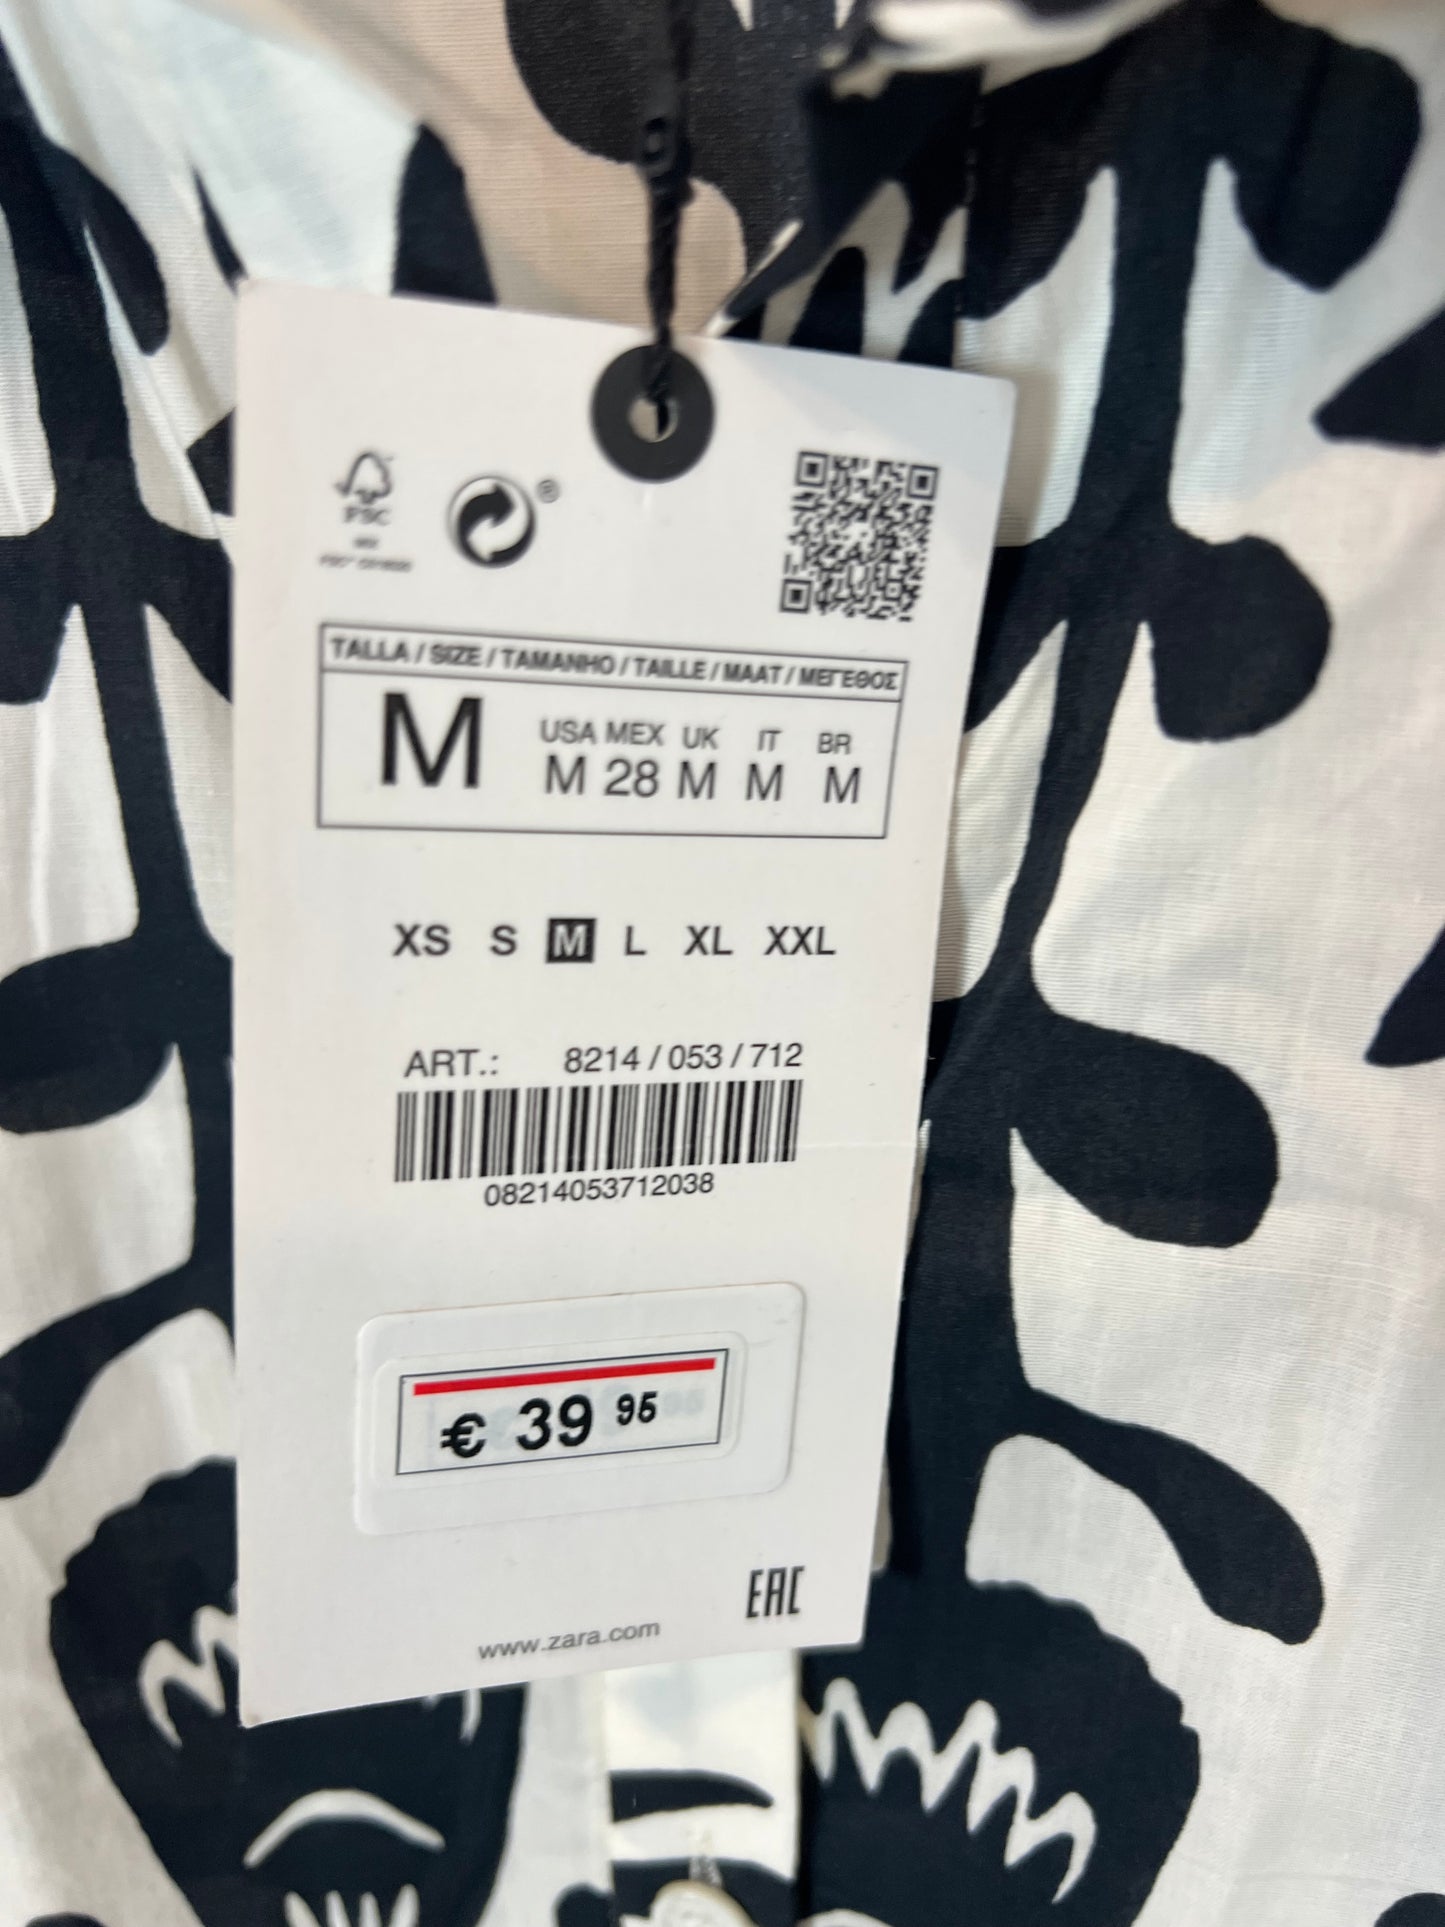 FSC
®
TALLA / SIZE / TAMANHO / TAILLE / MAAT / ΜΕΓΕΘΟΣ
M
USA MEX UK IT BR
M 28 M M M
XS S M L XL XXL
ART.: 8214 / 053 / 712
08214053712038
€ 39 95
EAC
www.zara.com